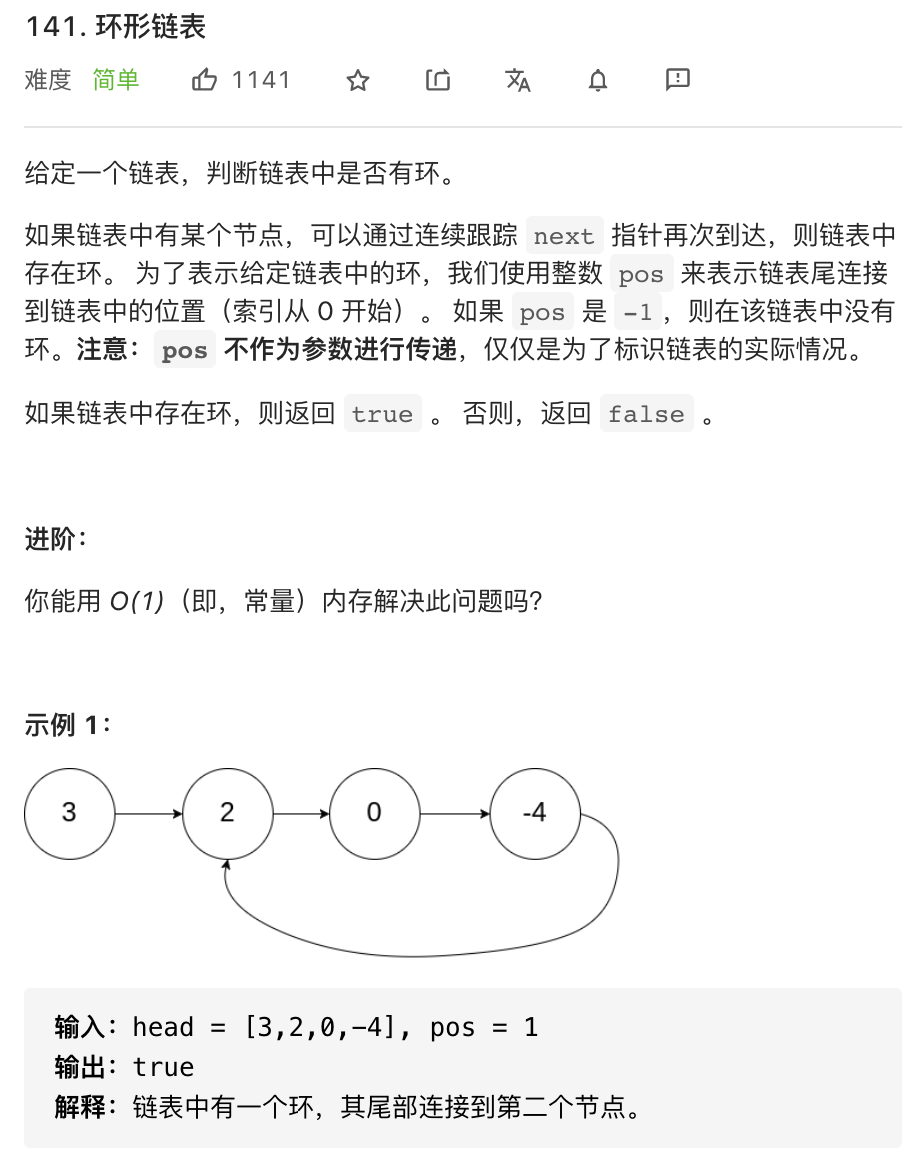 141. 环形链表
难度 简单 1141
给定一个链表，判断链表中是否有环。
如果链表中有某个节点，可以通过连续跟踪 next 指针再次到达，则链表中
存在环。 为了表示给定链表中的环，我们使用整数 pos 来表示链表尾连接
到链表中的位置（索引从 0 开始）。 如果 pos 是 -1，则在该链表中没有
环。注意：pos 不作为参数进行传递，仅仅是为了标识链表的实际情况。
如果链表中存在环，则返回 true 。 否则，返回 false 。
进阶：
你能用 O(1)（即，常量）内存解决此问题吗？
示例 1：
3 2 0 -4
输入：head = [3,2,0,-4], pos = 1
输出：true
解释：链表中有一个环，其尾部连接到第二个节点。